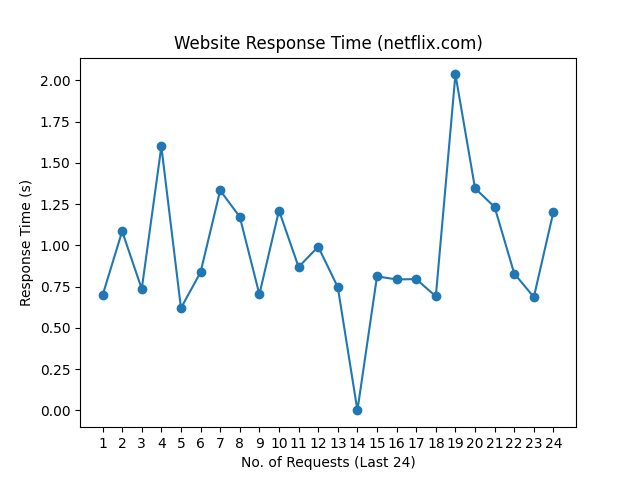 Website Response Time (netflix.com)
Response Time (s)
2.00
1.75
1.50
1.25
1.00
0.75
0.50
0.25
0.00
1 2 3 4 5 6 7 8 9 10 11 12 13 14 15 16 17 18 19 20 21 22 23 24
No. of Requests (Last 24)